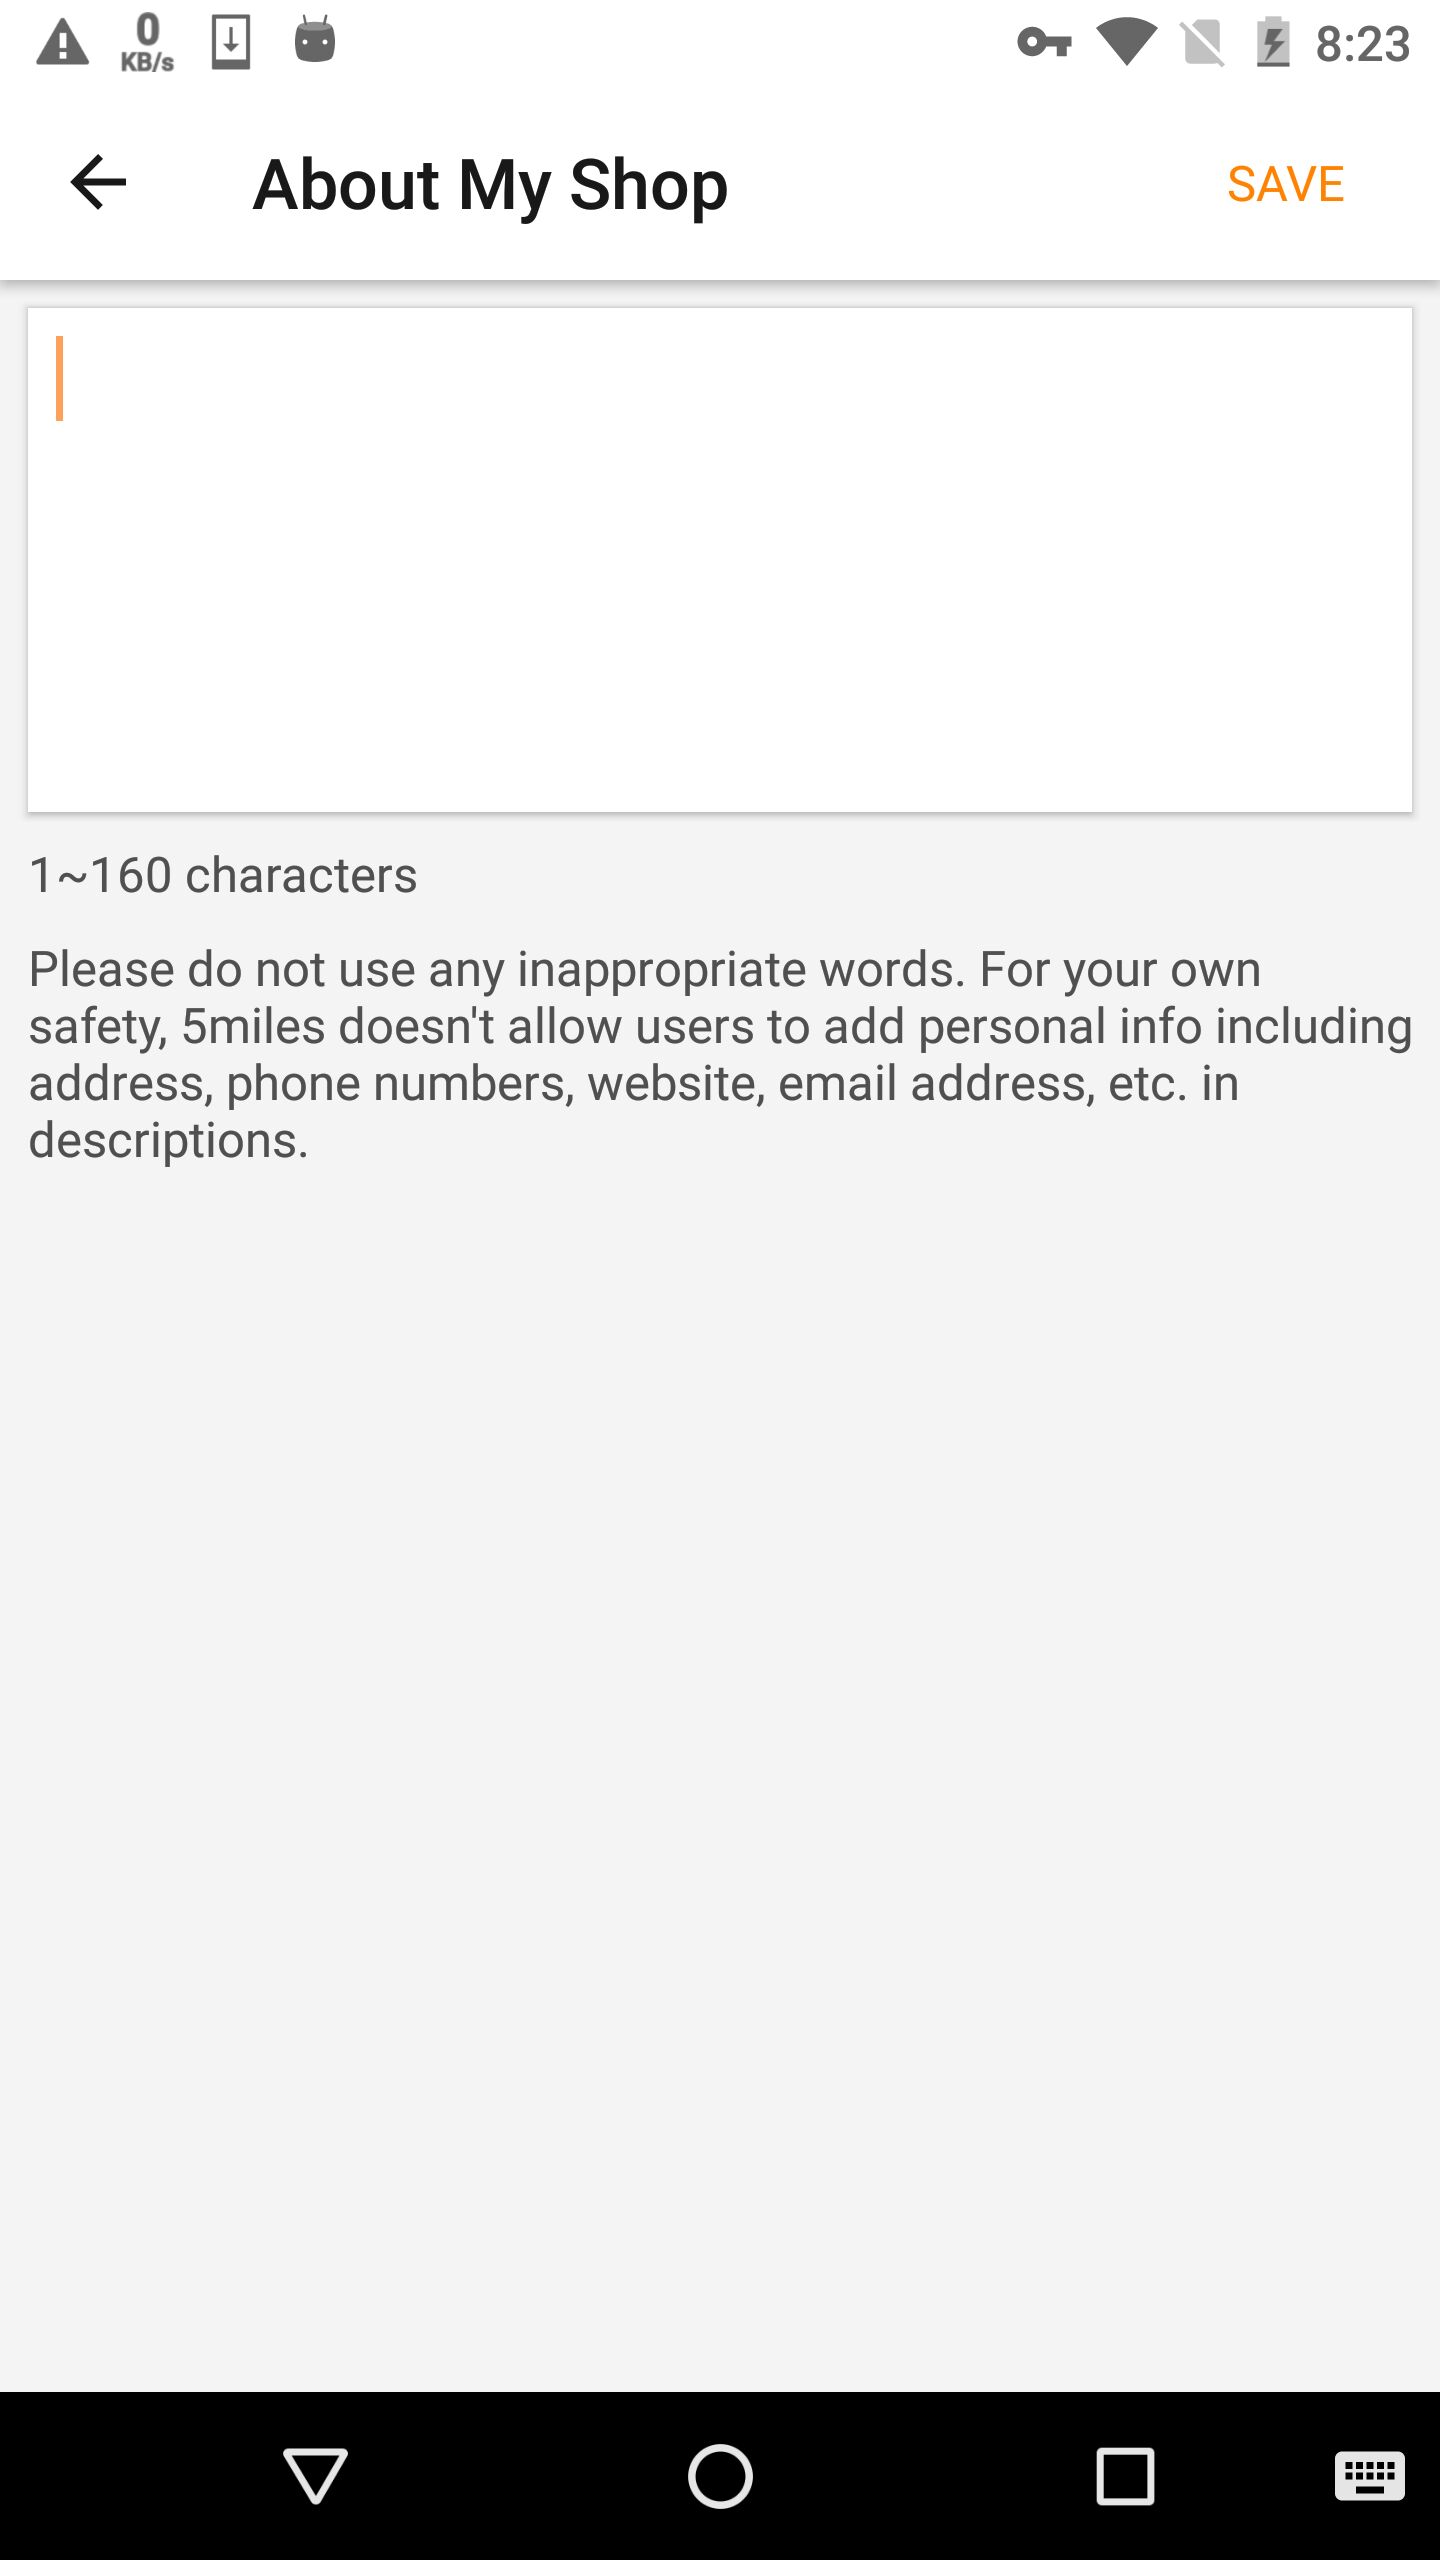 0
KB/s
8:23
About My Shop
SAVE
1~160 characters
Please do not use any inappropriate words. For your own
safety, 5miles doesn't allow users to add personal info including
address, phone numbers, website, email address, etc. in
descriptions.